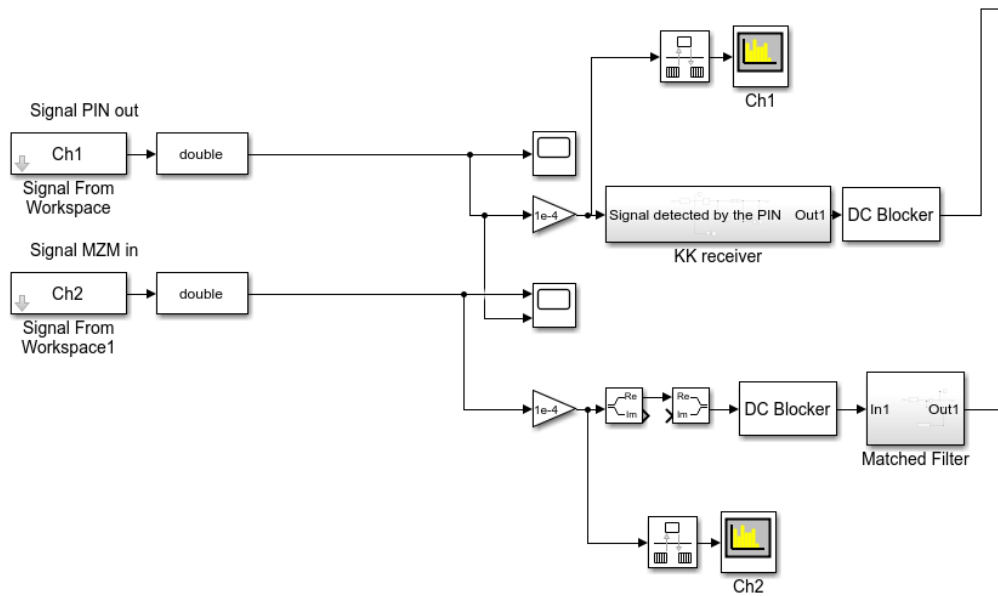 Ch1
Signal PIN out
Ch1
double
Signal From
Workspace
1e-4
Signal detected by the PIN
Out1
DC Blocker
KK receiver
Signal MZM in
Ch2
double
Signal From
Workspace1
1e-4
Re
Im
Re
Im
DC Blocker
In1
Out1
Matched Filter
Ch2